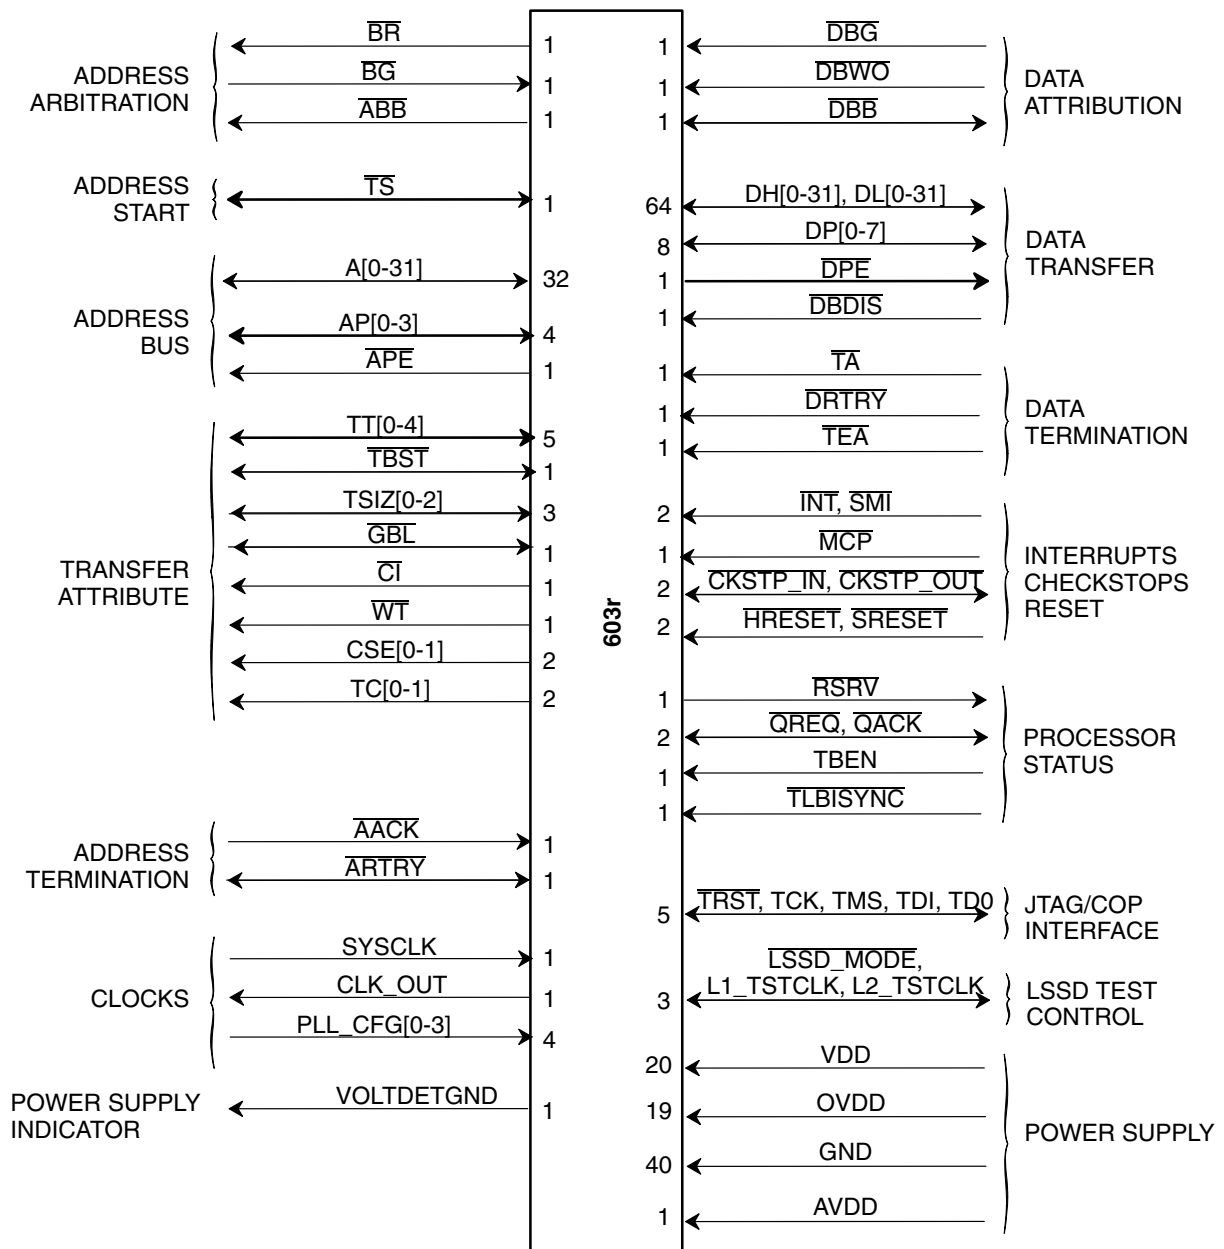 ADDRESS
ARBITRATION
BR 1
BG 1
ABB 1
ADDRESS
START
TS 1
ADDRESS
BUS
A[0-31] 32
AP[0-3] 4
APE 1
TRANSFER
ATTRIBUTE
TT[0-4] 5
TBST 1
TSIZ[0-2] 3
GBL 1
CI 1
WT 1
CSE[0-1] 2
TC[0-1] 2
ADDRESS
TERMINATION
AACK 1
ARTRY 1
CLOCKS
SYSCLK 1
CLK_OUT 1
PLL_CFG[0-3] 4
POWER SUPPLY
INDICATOR
VOLTDETGND 1
603r
1 DBG
1 DBWO
1 DBB
DATA
ATTRIBUTION
64 DH[0-31], DL[0-31]
8 DP[0-7]
1 DPE
1 DBDIS
DATA
TRANSFER
1 TA
1 DRTRY
1 TEA
DATA
TERMINATION
2 INT, SMI
1 MCP
2 CKSTP_IN, CKSTP_OUT
2 HRESET, SRESET
INTERRUPTS
CHECKSTOPS
RESET
1 RSRV
2 QREQ, QACK
1 TBEN
1 TLBISYNC
PROCESSOR
STATUS
5 TRST, TCK, TMS, TDI, TD0
JTAG/COP
INTERFACE
LSSD_MODE,
3 L1_TSTCLK, L2_TSTCLK
LSSD TEST
CONTROL
20 VDD
19 OVDD
40 GND
1 AVDD
POWER SUPPLY